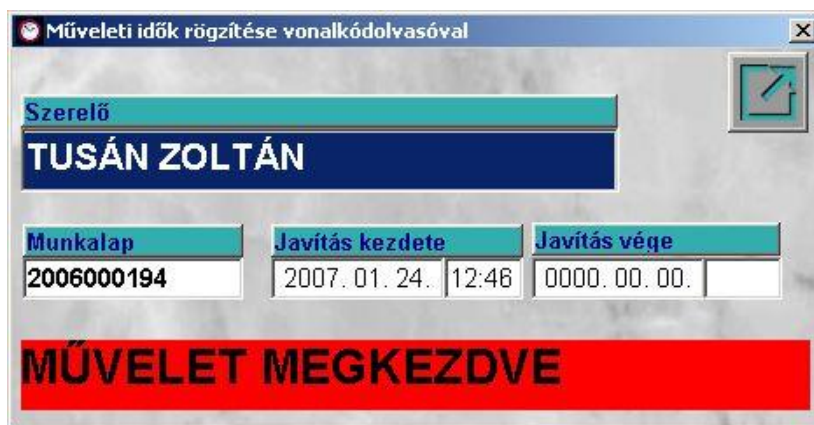 Műveleti idők rögzítése vonalkódolvasóval
Szerelő
TUSÁN ZOLTÁN
Munkalap Javítás kezdete Javítás vége
2006000194 2007. 01. 24. 12:46 0000. 00. 00.
MŰVELET MEGKEZDVE